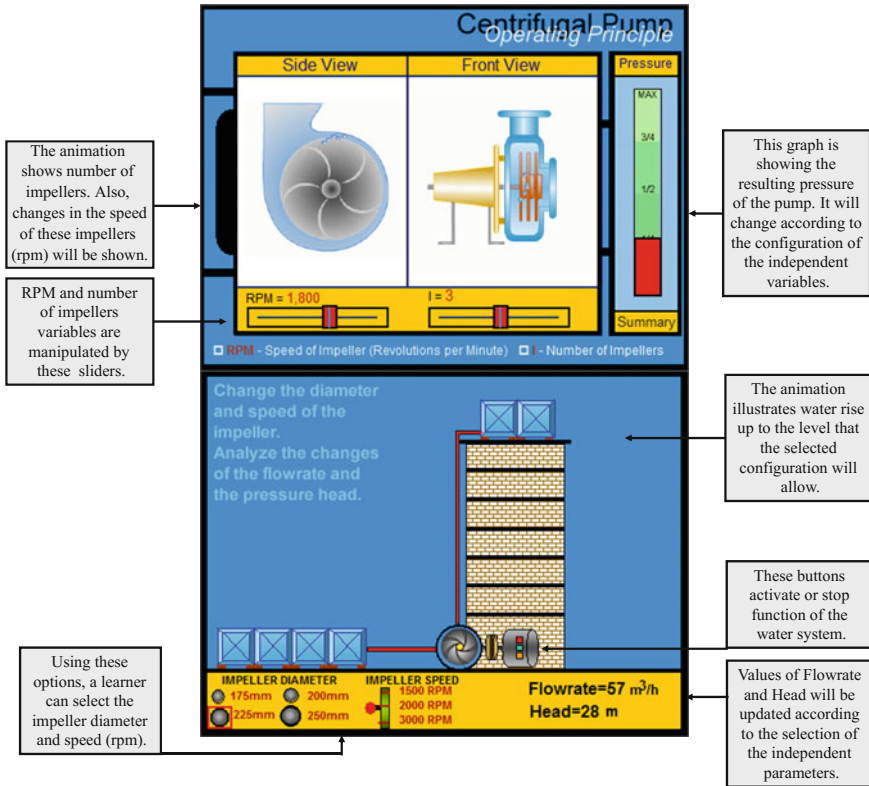 Centrifugal Pump
Operating Principle
Side View
Front View
Pressure
MAX
3/4
1/2
RPM = 1,800
I = 3
Summary
RPM - Speed of Impeller (Revolutions per Minute) I - Number of Impellers
The animation
shows number of
impellers. Also,
changes in the speed
of these impellers
(rpm) will be shown.
RPM and number
of impellers
variables are
manipulated by
these sliders.
This graph is
showing the
resulting pressure
of the pump. It will
change according to
the configuration of
the independent
variables.
Change the diameter
and speed of the
impeller.
Analyze the changes
of the flowrate and
the pressure head.
The animation
illustrates water rise
up to the level that
the selected
configuration will
allow.
These buttons
activate or stop
function of the
water system.
Using these
options, a learner
can select the
impeller diameter
and speed (rpm).
IMPELLER DIAMETER
175mm 200mm
225mm 250mm
IMPELLER SPEED
1500 RPM
2000 RPM
3000 RPM
Flowrate=57 m³/h
Head=28 m
Values of Flowrate
and Head will be
updated according
to the selection of
the independent
parameters.